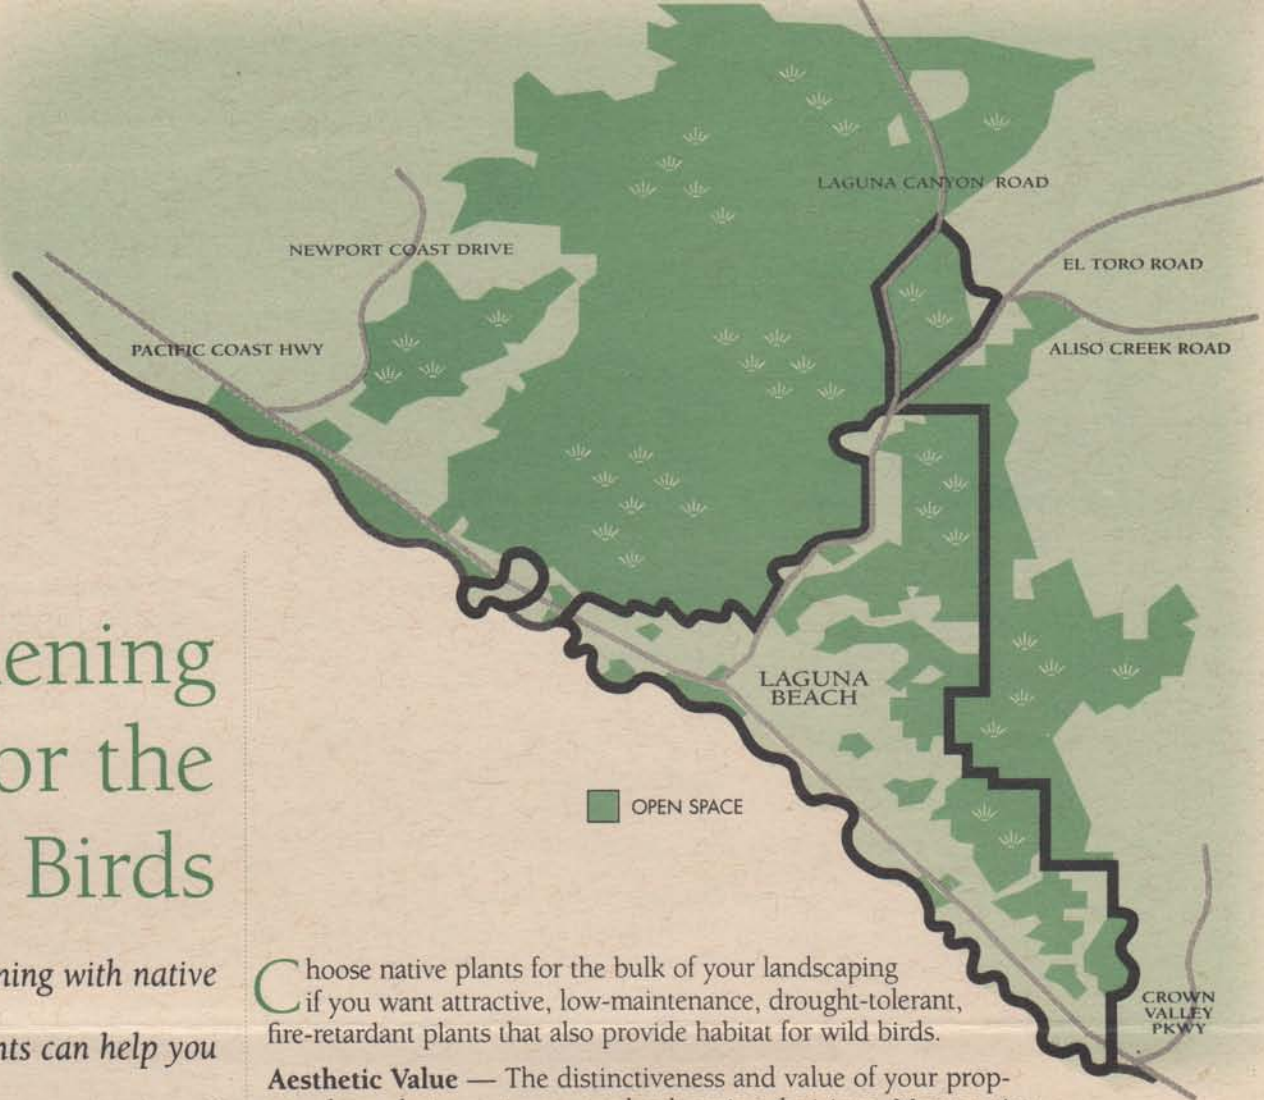 LAGUNA CANYON ROAD
NEWPORT COAST DRIVE
EL TORO ROAD
PACIFIC COAST HWY
ALISO CREEK ROAD
LAGUNA
BEACH
OPEN SPACE
CROWN
VALLEY
PKWY
ening
or the
Birds
ning with native
nts can help you
Choose native plants for the bulk of your landscaping
if you want attractive, low-maintenance, drought-tolerant,
fire-retardant plants that also provide habitat for wild birds.
Aesthetic Value — The distinctiveness and value of your prop-